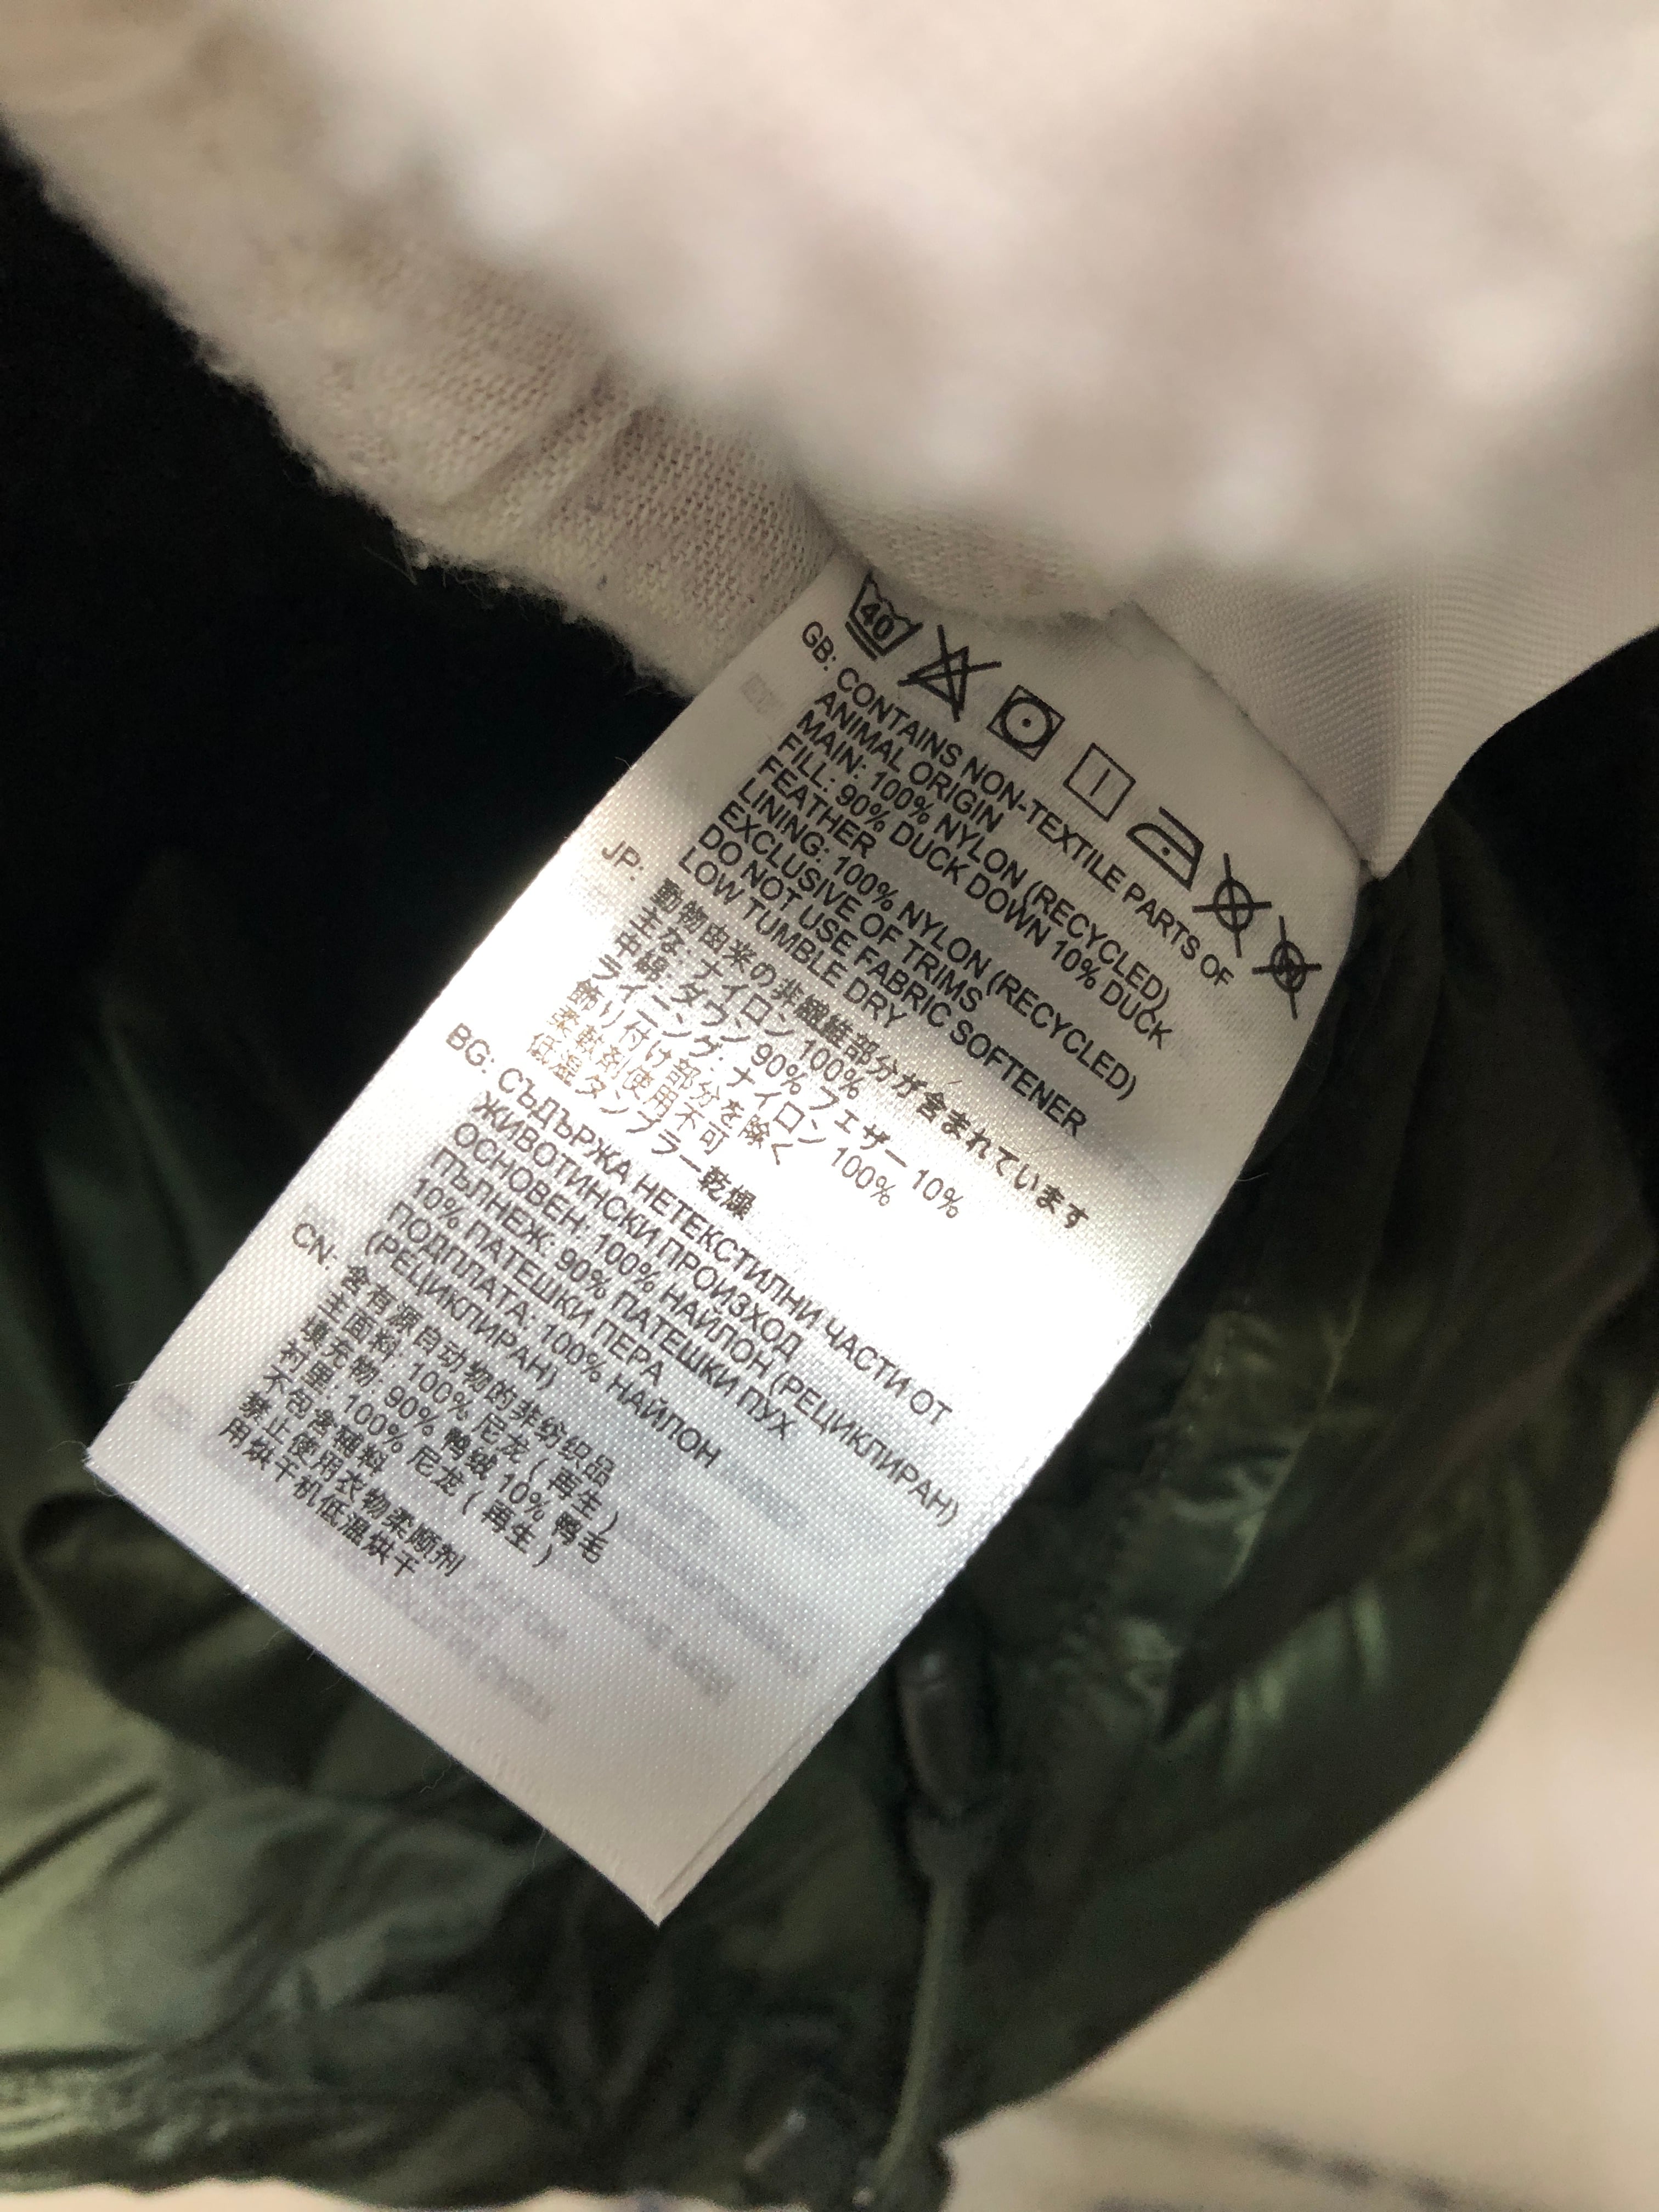 40
GB: CONTAINS NON-TEXTILE PARTS OF
ANIMAL ORIGIN
MAIN: 100% NYLON (RECYCLED)
FILL: 90% DUCK DOWN 10% DUCK
FEATHER
LINING: 100% NYLON (RECYCLED)
EXCLUSIVE OF TRIMS
DO NOT USE FABRIC SOFTENER
LOW TUMBLE DRY
JP: 動物由来の非繊維部分が含まれています
主な: ナイロン 100%
中綿: ダウン 90% フェザー 10%
ライニング: ナイロン 100%
飾り付け部分を除く
柔軟剤使用不可
低温タンブラー乾燥
BG: СЪДЪРЖА НЕТЕКСТИЛНИ ЧАСТИ ОТ
ЖИВОТИНСКИ ПРОИЗХОД
ОСНОВЕН: 100% НАЙЛОН (РЕЦИКЛИРАН)
ПЪЛНЕЖ: 90% ПАТЕШКИ ПУХ
10% ПАТЕШКИ ПЕРА
ПОДПЛАТА: 100% НАЙЛОН
(РЕЦИКЛИРАН)
CN: 含有源自动物的非纺织品
主面料: 100% 尼龙 ( 再生 )
填充物: 90% 鸭绒 10% 鸭毛
衬里: 100% 尼龙 ( 再生 )
不包含辅料
禁止使用衣物柔顺剂
用烘干机低温烘干